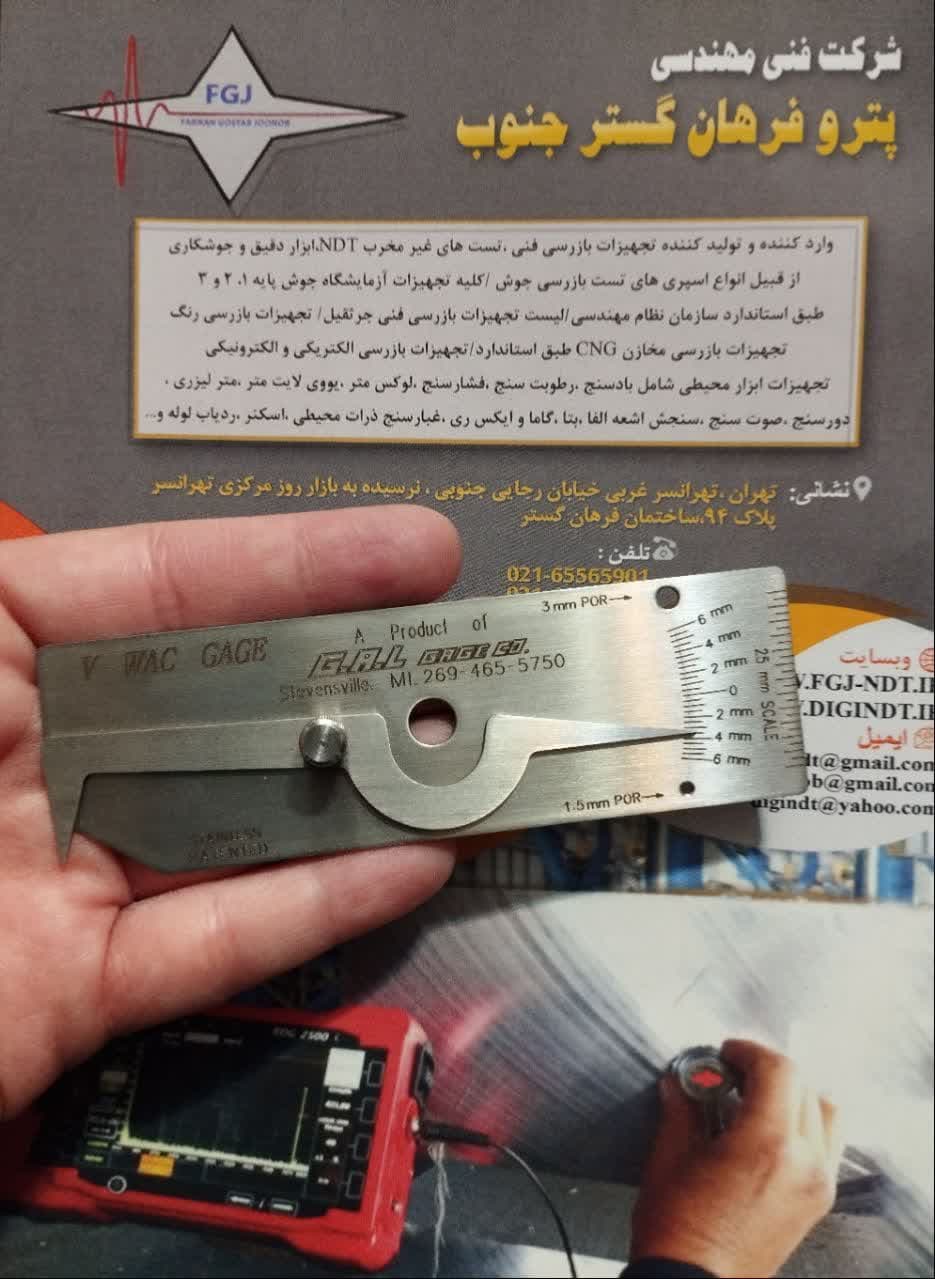 FGJ
FARHAN GOSTAR JOONOB
شرکت فنی مهندسی
پترو فرهان گستر جنوب
وارد کننده و تولید کننده تجهیزات بازرسی فنی ،تست های غیر مخرب NDT،ابزار دقیق و جوشکاری
از قبیل انواع اسپری های تست بازرسی جوش /کلیه تجهیزات آزمایشگاه جوش پایه ۱، ۲ و ۳
طبق استاندارد سازمان نظام مهندسی/لیست تجهیزات بازرسی فنی جرثقیل/ تجهیزات بازرسی رنگ
تجهیزات بازرسی مخازن CNG طبق استاندارد/تجهیزات بازرسی الکتریکی و الکترونیکی
تجهیزات ابزار محیطی شامل بادسنج ،رطوبت سنج ،فشارسنج ،لوکس متر ،یووی لایت متر ،متر لیزری ،
دورسنج ،صوت سنج ،سنجش اشعه الفا ،بتا ،گاما و ایکس ری ،غبارسنج ذرات محیطی ،اسکنر ،ردیاب لوله و...
نشانی: تهران ،تهرانسر غربی خیابان رجایی جنوبی ، نرسیده به بازار روز مرکزی تهرانسر
پلاک ۹۴،ساختمان فرهان گستر
تلفن :
021-65565901
V WAC GAGE
A Product of
G.A.L GAGE CO.
Stevensville, MI. 269-465-5750
3 mm POR
6 mm
4 mm
2 mm
0
2 mm
4 mm
6 mm
25 mm SCALE
1.5 mm POR
STAINLESS
PATENTED
وبسایت
.FGJ-NDT.IR
.DIGINDT.IR
ایمیل
dt@gmail.com
ob@gmail.com
digindt@yahoo.com